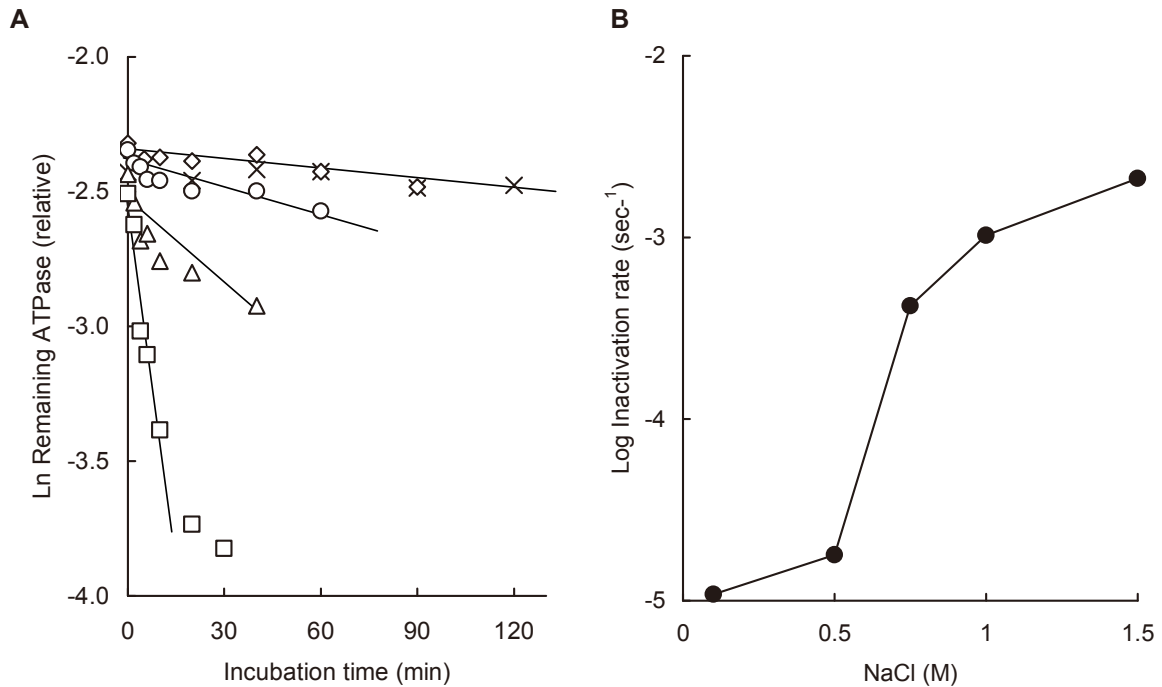 A
Ln Remaining ATPase (relative)
-2.0
-2.5
-3.0
-3.5
-4.0
0 30 60 90 120
Incubation time (min)
B
Log Inactivation rate (sec-1)
-2
-3
-4
-5
0 0.5 1 1.5
NaCl (M)